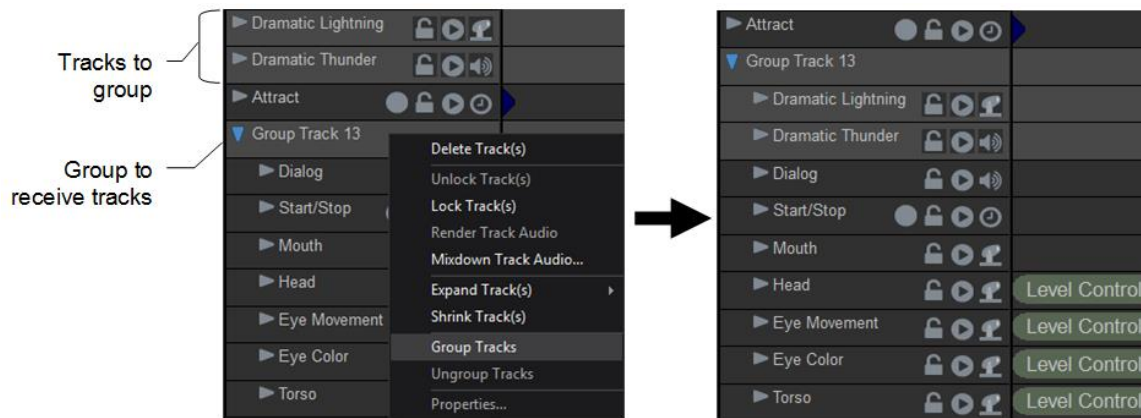 Tracks to
group
Group to
receive tracks
Dramatic Lightning
Dramatic Thunder
Attract
Group Track 13
Dialog
Start/Stop
Mouth
Head
Eye Movement
Eye Color
Torso
Delete Track(s)
Unlock Track(s)
Lock Track(s)
Render Track Audio
Mixdown Track Audio...
Expand Track(s)
Shrink Track(s)
Group Tracks
Ungroup Tracks
Properties...
Attract
Group Track 13
Dramatic Lightning
Dramatic Thunder
Dialog
Start/Stop
Mouth
Head
Level Control
Eye Movement
Level Control
Eye Color
Level Control
Torso
Level Control